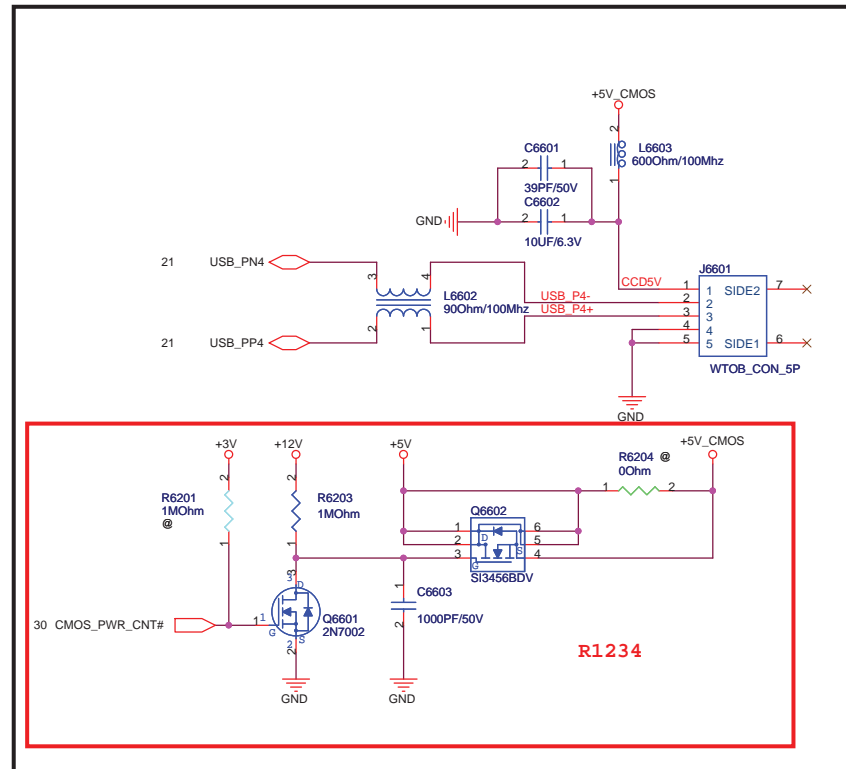 +5V_CMOS
2
L6603
600Ohm/100Mhz
1
C6601
2 1
39PF/50V
C6602
2 1
10UF/6.3V
GND
21 USB_PN4
3 4
L6602
90Ohm/100Mhz
2 1
21 USB_PP4
CCD5V
USB_P4-
USB_P4+
J6601
1 1 SIDE2 7
2 2
3 3
4 4
5 5 SIDE1 6
WTOB_CON_5P
GND
+3V
2
R6201
1MOhm
@
1
+12V
2
R6203
1MOhm
1
+5V
R6204 @
0Ohm
1 2
+5V_CMOS
Q6602
1 6
2 D 5
3 G S 4
SI3456BDV
C6603
1
1000PF/50V
2
GND
30 CMOS_PWR_CNT#
3 3 D
1 1 G
2 S 2
Q6601
2N7002
GND
R1234